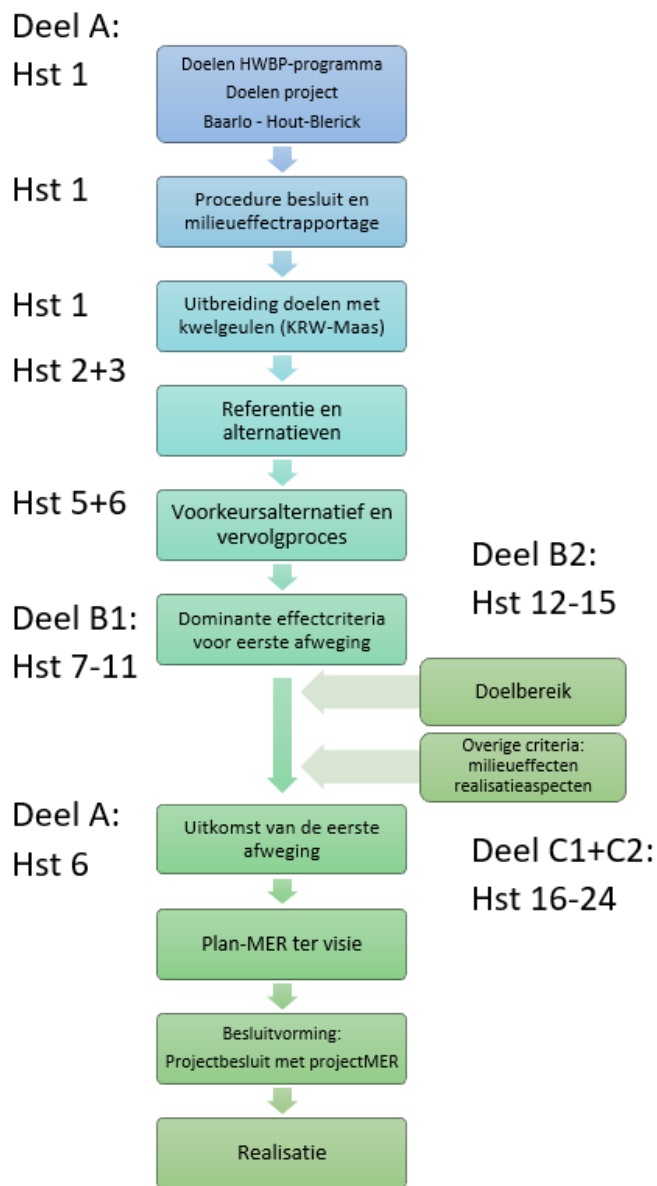 Deel A:
Hst 1
Doelen HWBP-programma
Doelen project
Baarlo - Hout-Blerick
Hst 1
Procedure besluit en
milieueffectrapportage
Hst 1
Uitbreiding doelen met
kwelgeulen (KRW-Maas)
Hst 2+3
Referentie en
alternatieven
Hst 5+6
Voorkeursalternatief en
vervolgproces
Deel B2:
Hst 12-15
Deel B1:
Hst 7-11
Dominante effectcriteria
voor eerste afweging
Doelbereik
Overige criteria:
milieueffecten
realisatieaspecten
Deel A:
Hst 6
Uitkomst van de eerste
afweging
Deel C1+C2:
Hst 16-24
Plan-MER ter visie
Besluitvorming:
Projectbesluit met projectMER
Realisatie